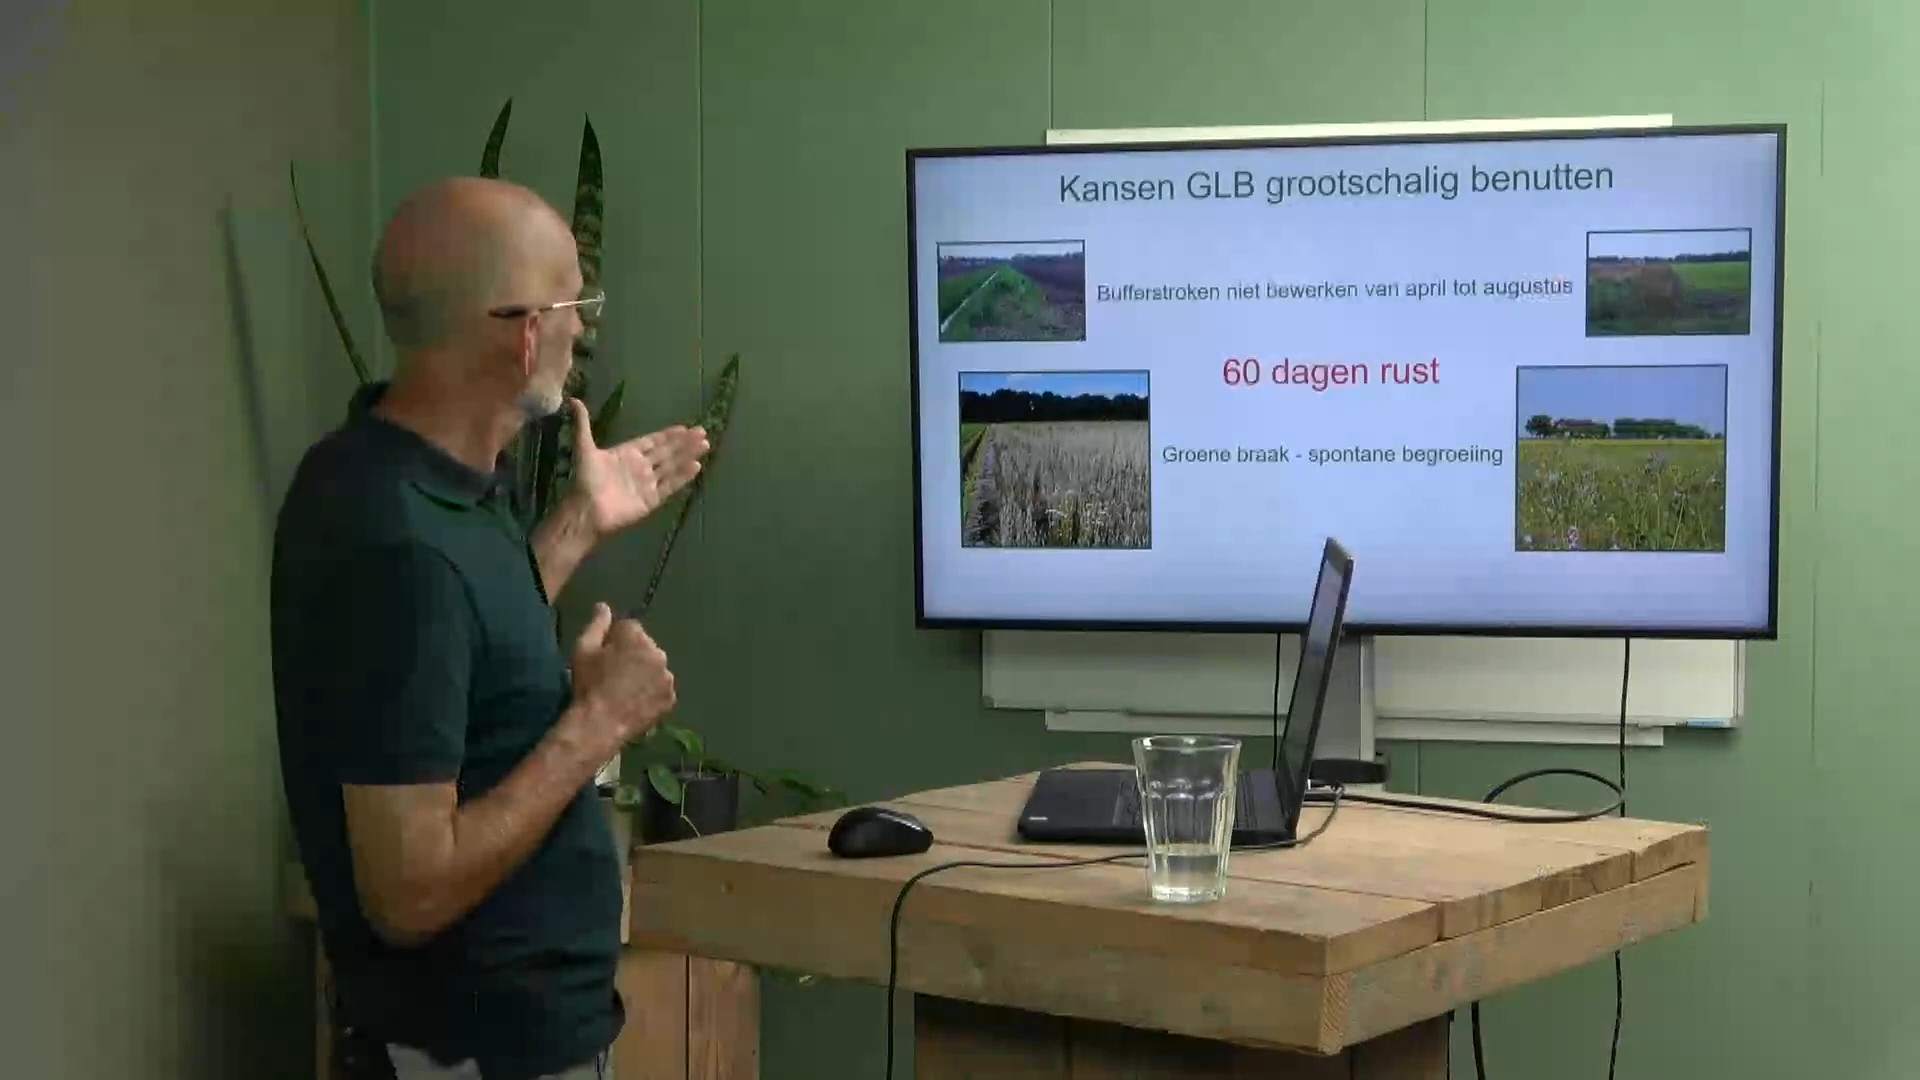 Kansen GLB grootschalig benutten
Bufferstroken niet bewerken van april tot augustus
60 dagen rust
Groene braak - spontane begroeiing